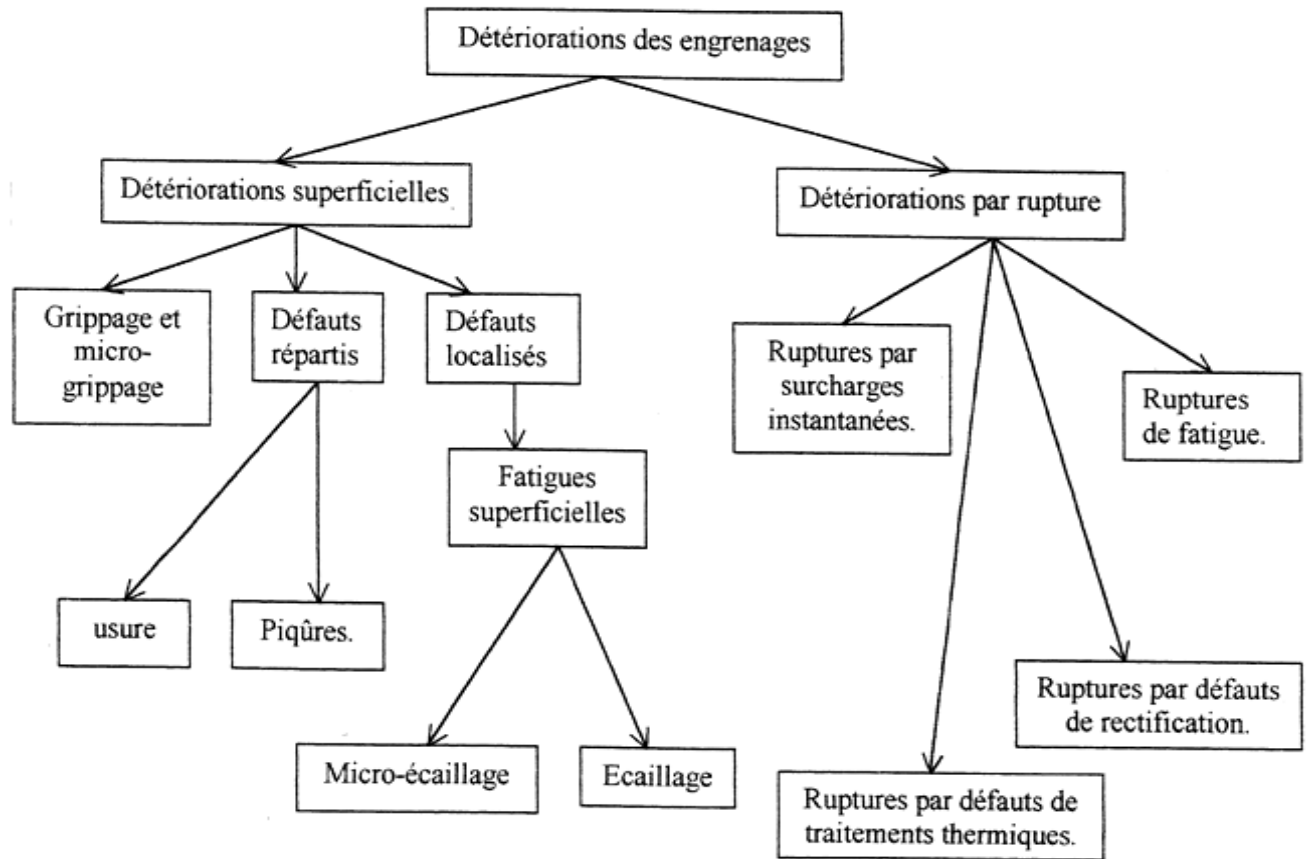 Détériorations des engrenages
Détériorations superficielles
Détériorations par rupture
Grippage et
micro-
grippage
Défauts
répartis
Défauts
localisés
Ruptures par
surcharges
instantanées.
Ruptures
de fatigue.
Fatigues
superficielles
usure
Piqûres.
Ruptures par défauts
de rectification.
Micro-écaillage
Ecaillage
Ruptures par défauts de
traitements thermiques.